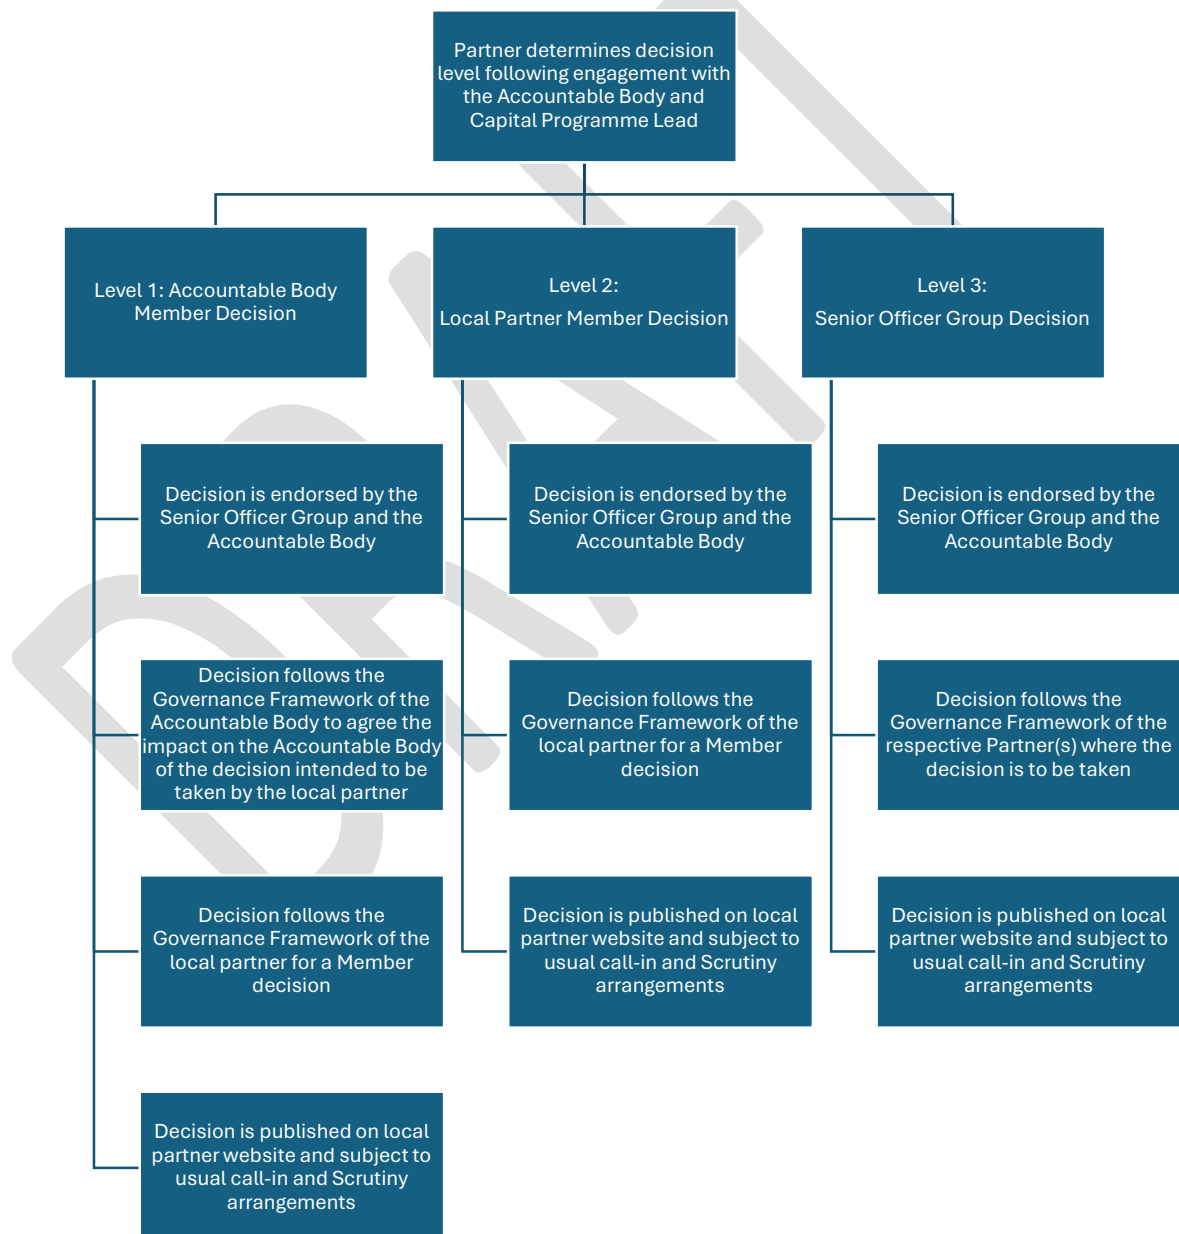 Partner determines decision
level following engagement with
the Accountable Body and
Capital Programme Lead
Level 1: Accountable Body
Member Decision
Level 2:
Local Partner Member Decision
Level 3:
Senior Officer Group Decision
Decision is endorsed by the
Senior Officer Group and the
Accountable Body
Decision is endorsed by the
Senior Officer Group and the
Accountable Body
Decision is endorsed by the
Senior Officer Group and the
Accountable Body
Decision follows the
Governance Framework of the
Accountable Body to agree the
impact on the Accountable Body
of the decision intended to be
taken by the local partner
Decision follows the
Governance Framework of the
local partner for a Member
decision
Decision follows the
Governance Framework of the
respective Partner(s) where the
decision is to be taken
Decision follows the
Governance Framework of the
local partner for a Member
decision
Decision is published on local
partner website and subject to
usual call-in and Scrutiny
arrangements
Decision is published on local
partner website and subject to
usual call-in and Scrutiny
arrangements
Decision is published on local
partner website and subject to
usual call-in and Scrutiny
arrangements
DRAFT